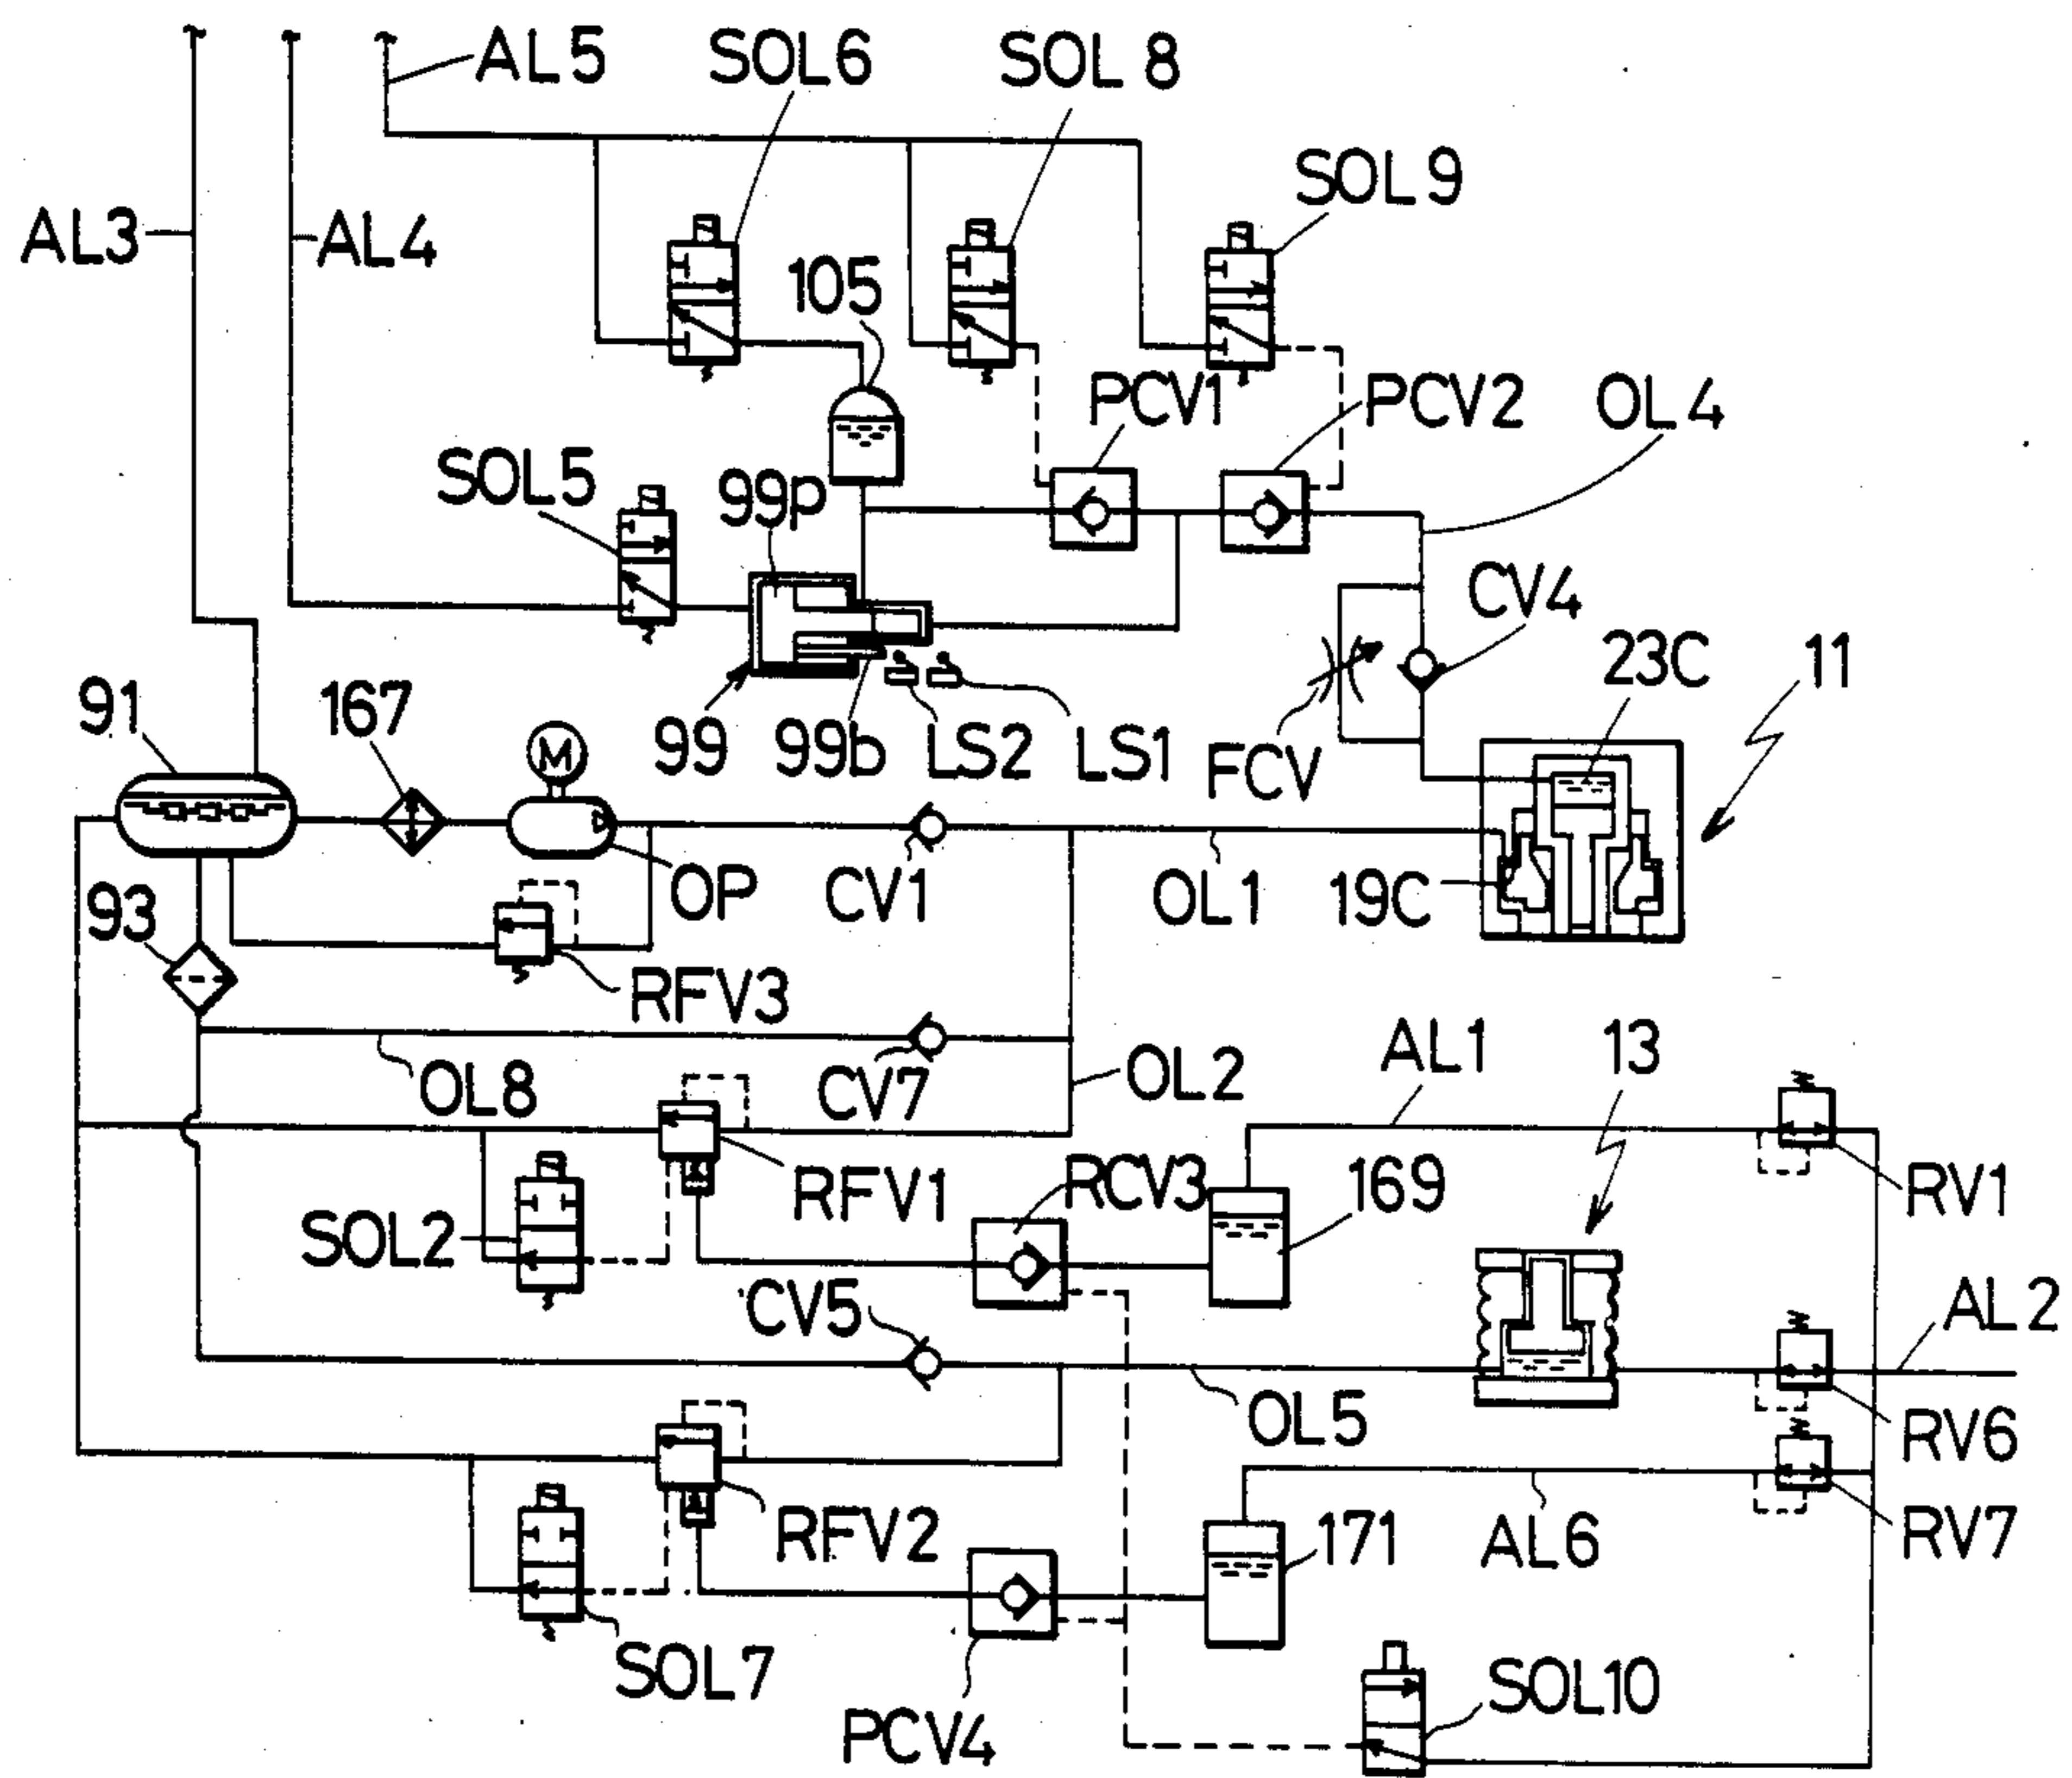 AL5
SOL6
SOL8
SOL9
AL3
AL4
105
PCV1
PCV2
OL4
SOL5
99p
CV4
23C
11
91
167
M
99
99b
LS2
LS1
FCV
OP
CV1
OL1
19C
93
RFV3
OL8
CV7
OL2
AL1
13
RFV1
RCV3
169
RV1
SOL2
CV5
AL2
OL5
RV6
RFV2
171
AL6
RV7
SOL7
PCV4
SOL10